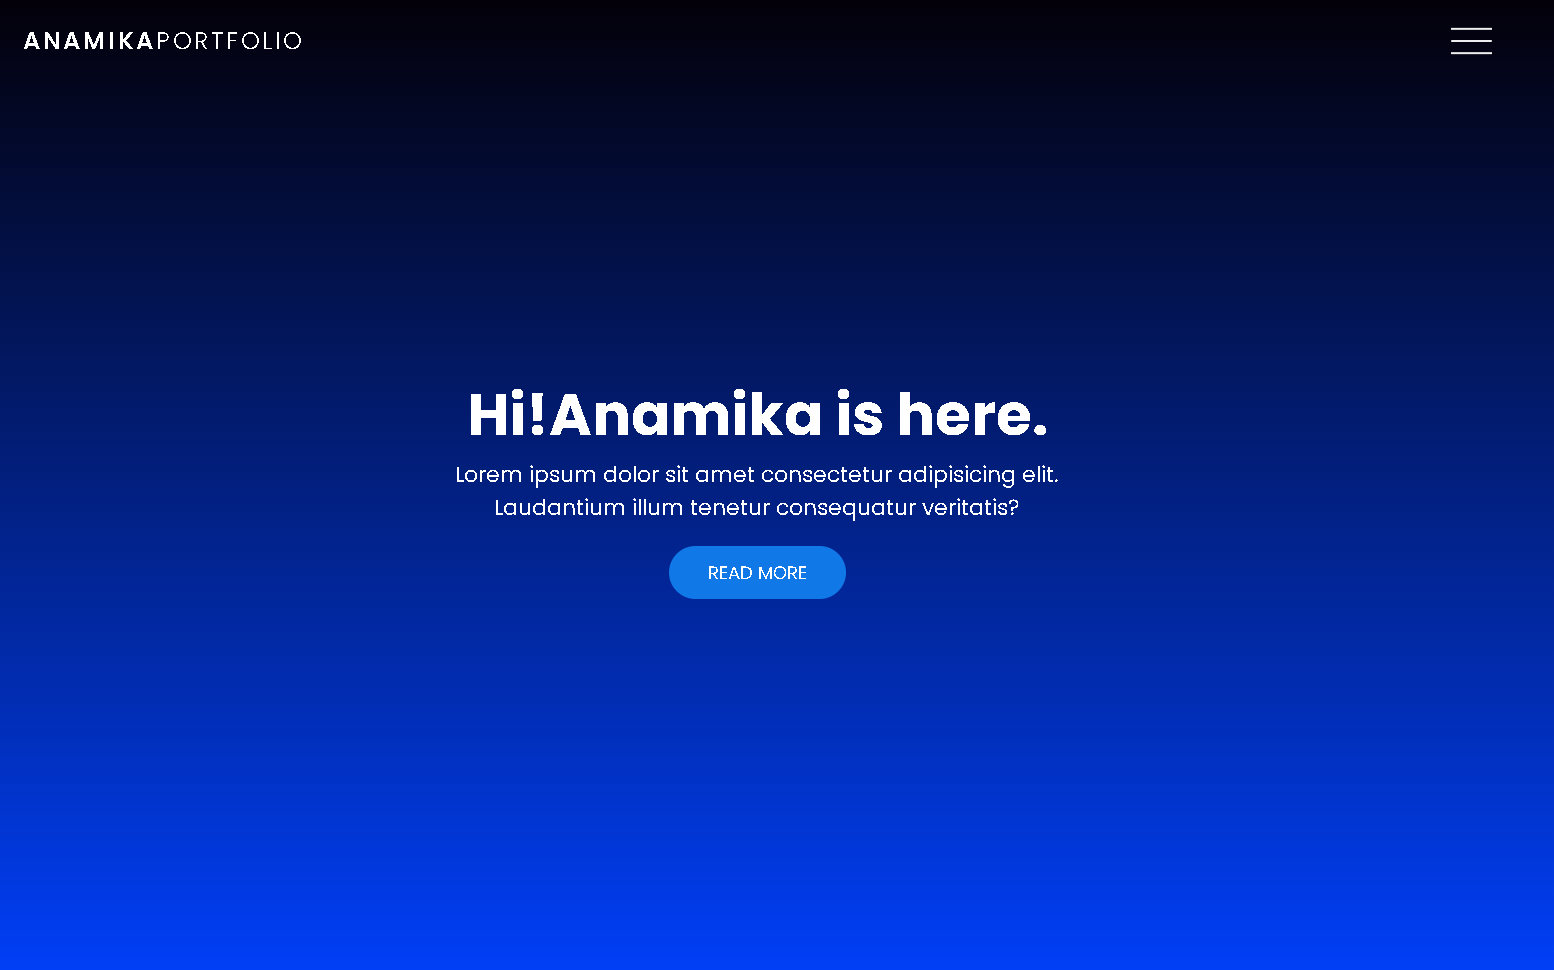 ANAMIKAPORTFOLIO
Hi!Anamika is here.
Lorem ipsum dolor sit amet consectetur adipisicing elit.
Laudantium illum tenetur consequatur veritatis?
READ MORE